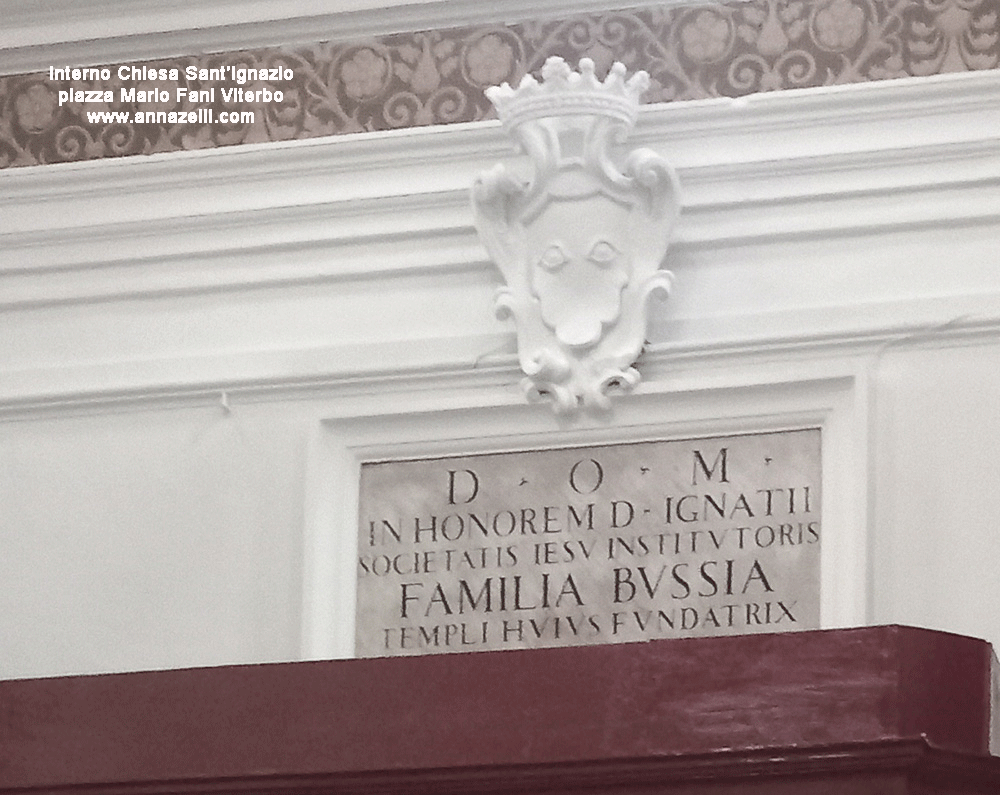 Interno Chiesa Sant'Ignazio
piazza Mario Fani Viterbo
www.annazelli.com
D · O · M ·
IN HONOREM D · IGNATII
SOCIETATIS IESV INSTITVTORIS
FAMILIA BVSSIA
TEMPLI HVIVS FVNDATRIX